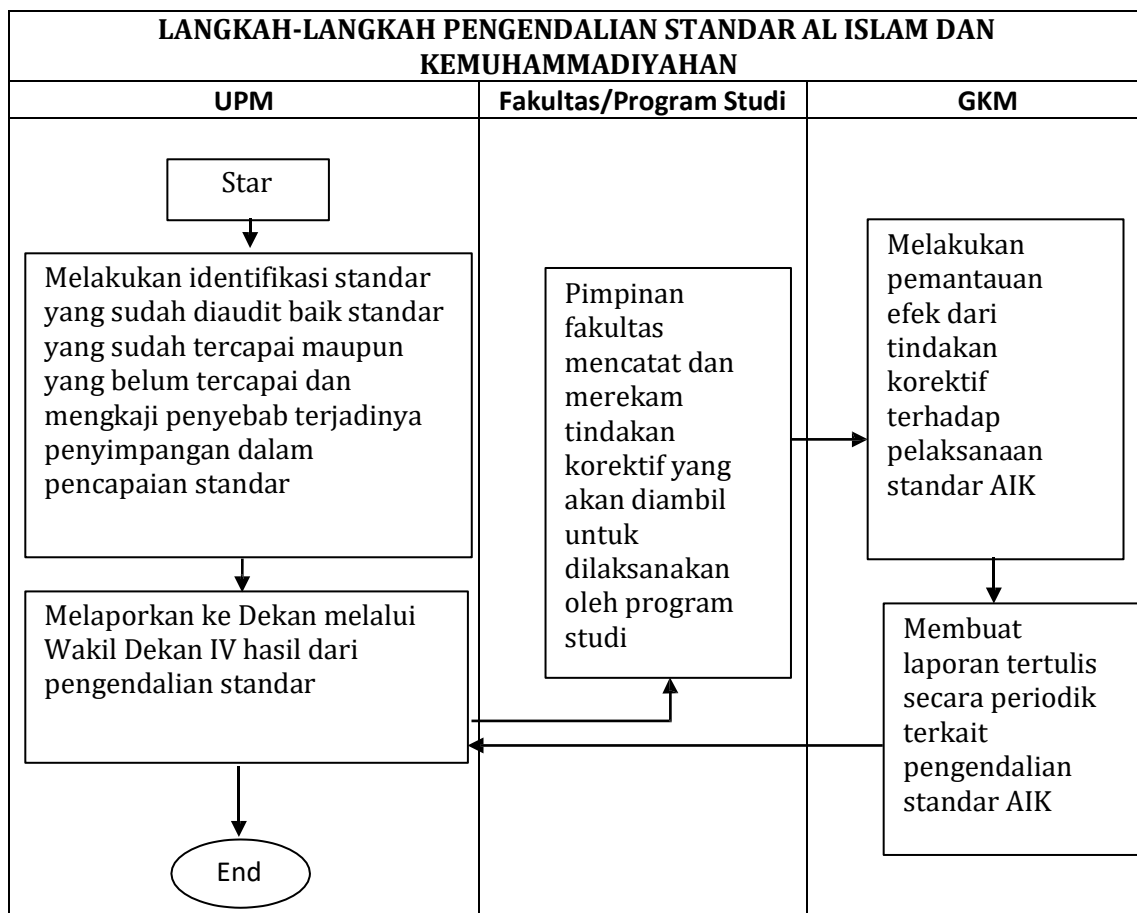 LANGKAH-LANGKAH PENGENDALIAN STANDAR AL ISLAM DAN
KEMUHAMMADIYAHAN
UPM
Fakultas/Program Studi
GKM
Star
Melakukan identifikasi standar
yang sudah diaudit baik standar
yang sudah tercapai maupun
yang belum tercapai dan
mengkaji penyebab terjadinya
penyimpangan dalam
pencapaian standar
Melaporkan ke Dekan melalui
Wakil Dekan IV hasil dari
pengendalian standar
End
Pimpinan
fakultas
mencatat dan
merekam
tindakan
korektif yang
akan diambil
untuk
dilaksanakan
oleh program
studi
Melakukan
pemantauan
efek dari
tindakan
korektif
terhadap
pelaksanaan
standar AIK
Membuat
laporan tertulis
secara periodik
terkait
pengendalian
standar AIK